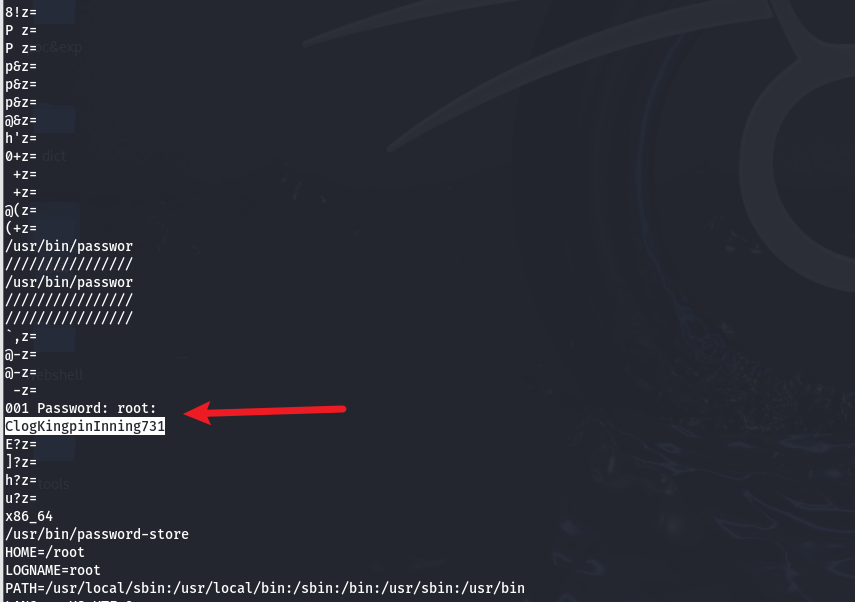 8!z=
P z=
P z=
p&z=
p&z=
p&z=
@&z=
h'z=
0+z=
+z=
+z=
@(z=
(+z=
/usr/bin/passwor
////////////////
/usr/bin/passwor
////////////////
////////////////
`,z=
@-z=
@-z=
-z=
001 Password: root:
ClogKingpinInning731
E?z=
]?z=
h?z=
u?z=
x86_64
/usr/bin/password-store
HOME=/root
LOGNAME=root
PATH=/usr/local/sbin:/usr/local/bin:/sbin:/bin:/usr/sbin:/usr/bin